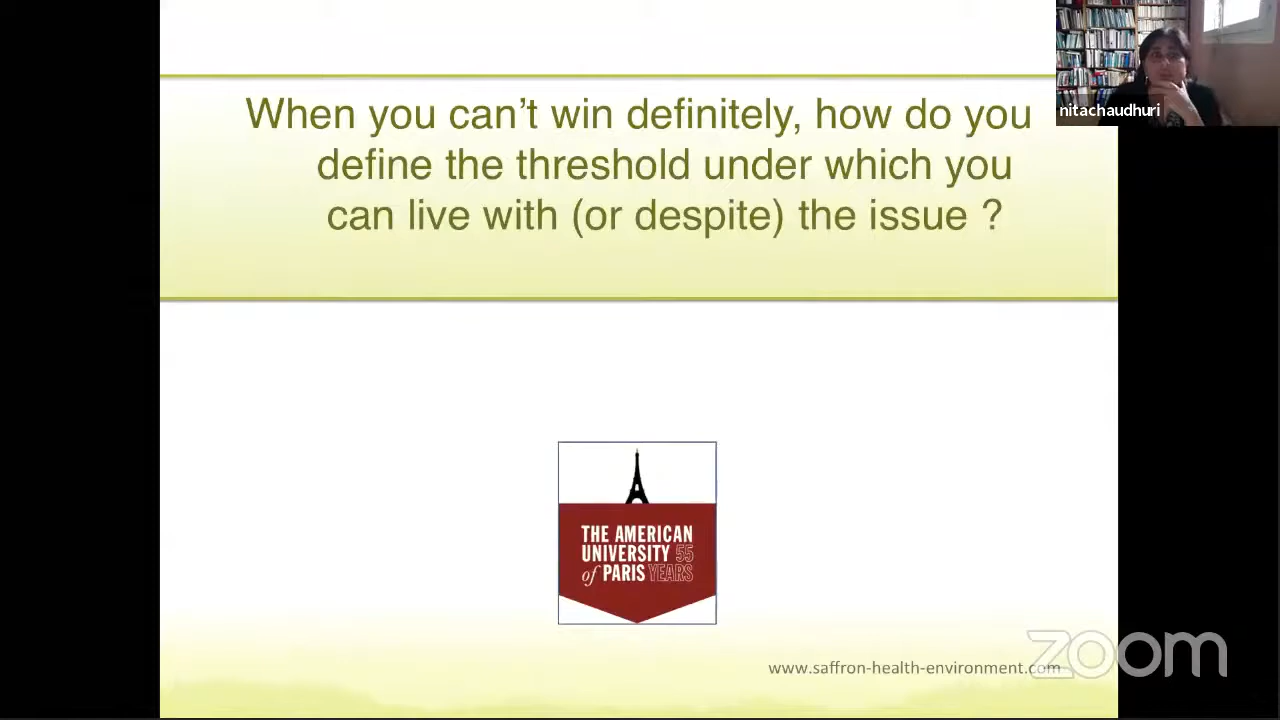 When you can't win definitely, how do you
define the threshold under which you
can live with (or despite) the issue ?
nitachaudhuri
THE AMERICAN
UNIVERSITY 55
of PARIS YEARS
www.saffron-health-environment.com
zoom